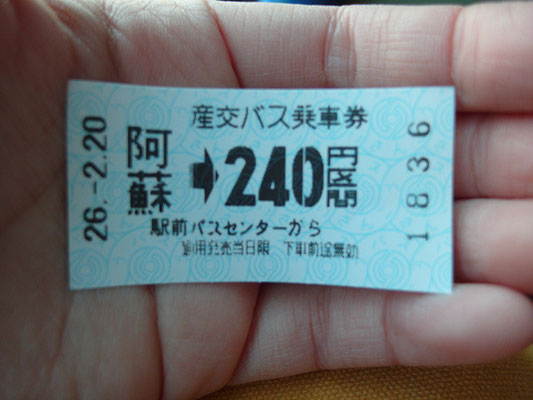 産交バス乗車券
26.-2.20
阿蘇
➡240円区間
駅前バスセンターから
通用発売当日限 下車前途無効
1836